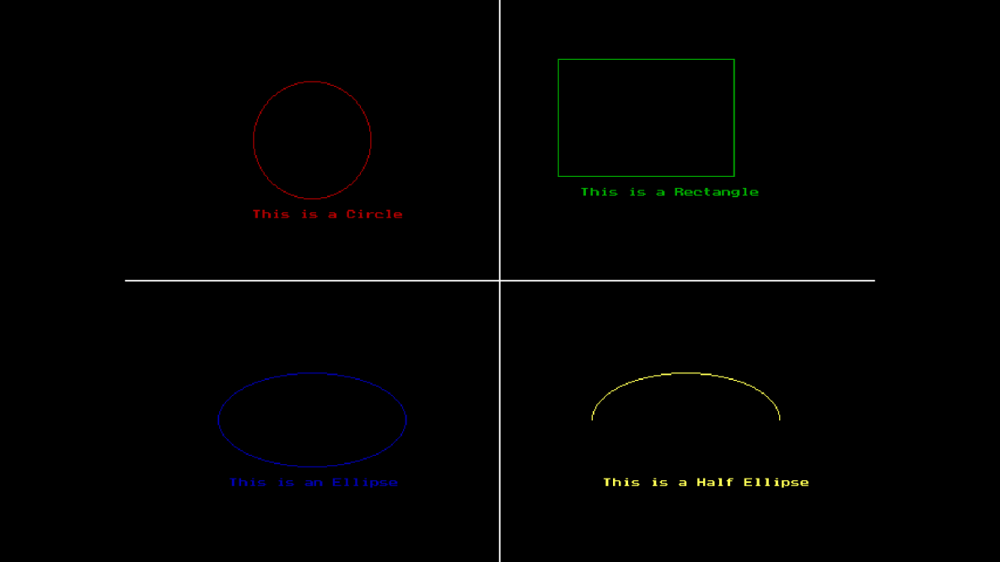 This is a Circle
This is a Rectangle
This is an Ellipse
This is a Half Ellipse